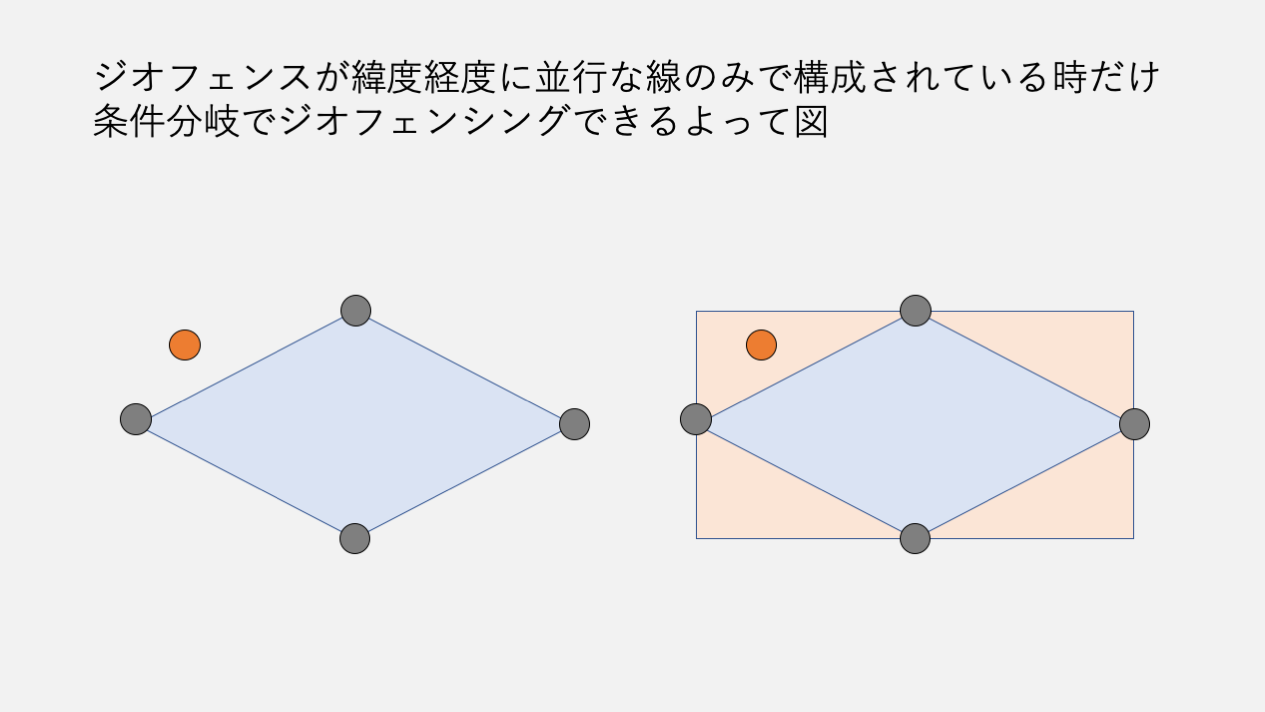 ジオフェンスが緯度経度に並行な線のみで構成されている時だけ
条件分岐でジオフェンシングできるよって図